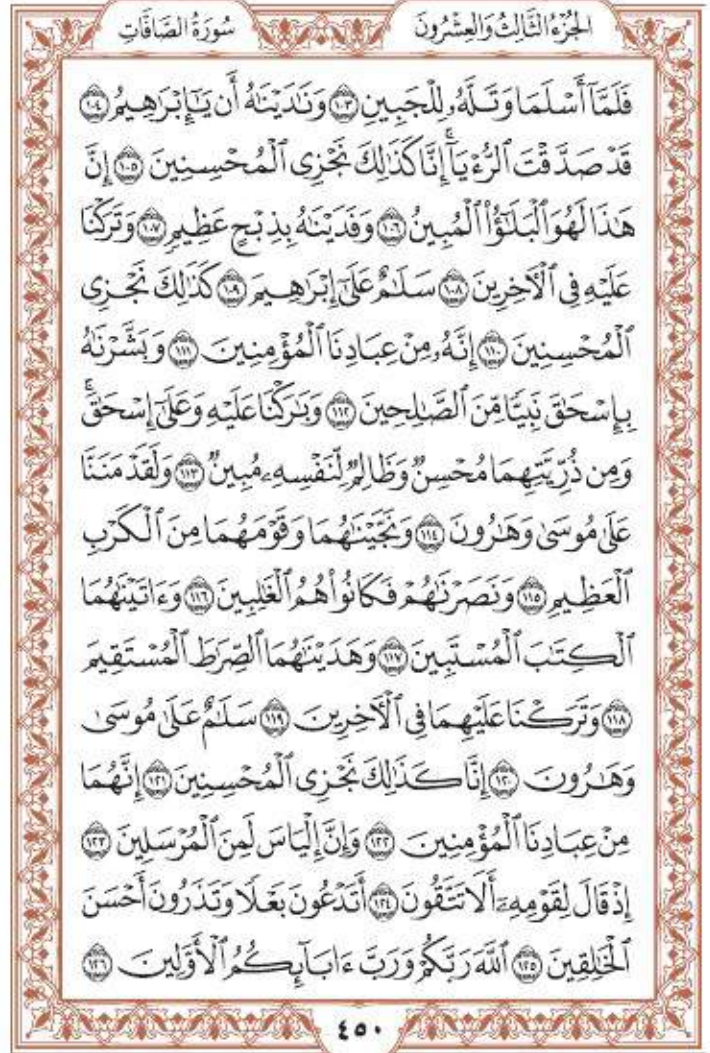 سُورَةُ الصَّافَّاتِ
الجُزْءُ الثَّالِثُ وَالعِشْرُونَ
فَلَمَّآ أَسْلَمَا وَتَلَّهُۥ لِلْجَبِينِ ١٠٣ وَنَٰدَيْنَٰهُ أَن يَٰٓإِبْرَٰهِيمُ ١٠٤
قَدْ صَدَّقْتَ ٱلرُّءْيَآۚ إِنَّا كَذَٰلِكَ نَجْزِى ٱلْمُحْسِنِينَ ١٠٥ إِنَّ
هَٰذَا لَهُوَ ٱلْبَلَٰٓؤُا۟ ٱلْمُبِينُ ١٠٦ وَفَدَيْنَٰهُ بِذِبْحٍ عَظِيمٍ ١٠٧ وَتَرَكْنَا
عَلَيْهِ فِى ٱلْءَاخِرِينَ ١٠٨ سَلَٰمٌ عَلَىٰٓ إِبْرَٰهِيمَ ١٠٩ كَذَٰلِكَ نَجْزِى
ٱلْمُحْسِنِينَ ١١٠ إِنَّهُۥ مِنْ عِبَادِنَا ٱلْمُؤْمِنِينَ ١١١ وَبَشَّرْنَٰهُ
بِإِسْحَٰقَ نَبِيًّا مِّنَ ٱلصَّٰلِحِينَ ١١٢ وَبَٰرَكْنَا عَلَيْهِ وَعَلَىٰٓ إِسْحَٰقَۚ
وَمِن ذُرِّيَّتِهِمَا مُحْسِنٌ وَظَالِمٌ لِّنَفْسِهِۦ مُبِينٌ ١١٣ وَلَقَدْ مَنَنَّا
عَلَىٰ مُوسَىٰ وَهَٰرُونَ ١١٤ وَنَجَّيْنَٰهُمَا وَقَوْمَهُمَا مِنَ ٱلْكَرْبِ
ٱلْعَظِيمِ ١١٥ وَنَصَرْنَٰهُمْ فَكَانُوا۟ هُمُ ٱلْغَٰلِبِينَ ١١٦ وَءَاتَيْنَٰهُمَا
ٱلْكِتَٰبَ ٱلْمُسْتَبِينَ ١١٧ وَهَدَيْنَٰهُمَا ٱلصِّرَٰطَ ٱلْمُسْتَقِيمَ
١١٨ وَتَرَكْنَا عَلَيْهِمَا فِى ٱلْءَاخِرِينَ ١١٩ سَلَٰمٌ عَلَىٰ مُوسَىٰ
وَهَٰرُونَ ١٢٠ إِنَّا كَذَٰلِكَ نَجْزِى ٱلْمُحْسِنِينَ ١٢١ إِنَّهُمَا
مِنْ عِبَادِنَا ٱلْمُؤْمِنِينَ ١٢٢ وَإِنَّ إِلْيَاسَ لَمِنَ ٱلْمُرْسَلِينَ ١٢٣
إِذْ قَالَ لِقَوْمِهِۦٓ أَلَا تَتَّقُونَ ١٢٤ أَتَدْعُونَ بَعْلًا وَتَذَرُونَ أَحْسَنَ
ٱلْخَٰلِقِينَ ١٢٥ ٱللَّهَ رَبَّكُمْ وَرَبَّ ءَابَآئِكُمُ ٱلْأَوَّلِينَ ١٢٦
٤٥٠